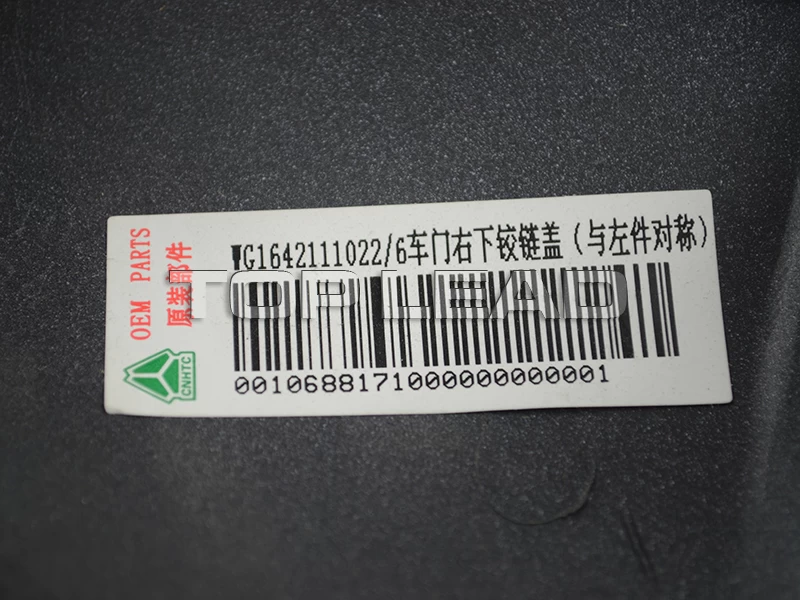 OEM PARTS
原装部件
CNHTC
WG1642111022/6车门右下铰链盖（与左件对称）
TOP LEAD
0010688171000000000001